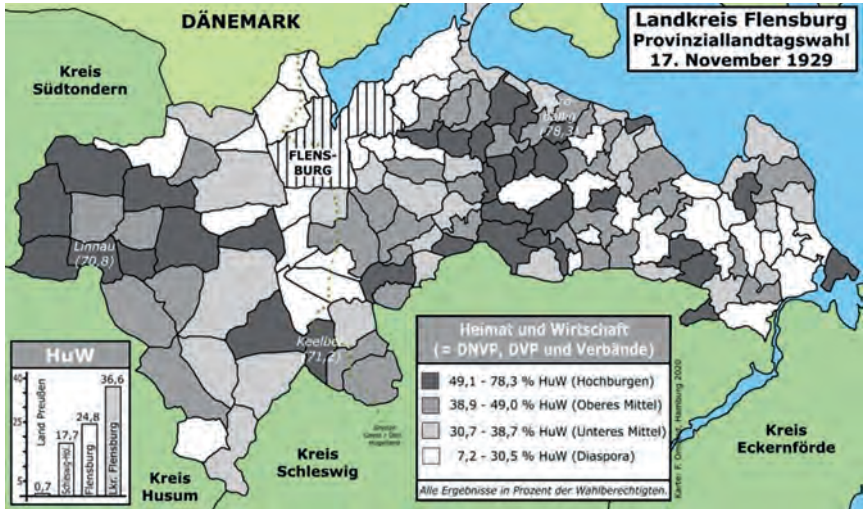 DÄNEMARK
Landkreis Flensburg
Provinziallandtagswahl
17. November 1929
Kreis
Südtondern
(78,3)
FLENS-
BURG
Linnau
(70,8)
(71,2)
HuW
40
25
5
Land Preußen
0,7
17,7
Schleswig-Hol.
24,8
Flensburg
36,6
Lkr. Flensburg
Heimat und Wirtschaft
(= DNVP, DVP und Verbände)
49,1 - 78,3 % HuW (Hochburgen)
38,9 - 49,0 % HuW (Oberes Mittel)
30,7 - 38,7 % HuW (Unteres Mittel)
7,2 - 30,5 % HuW (Diaspora)
Alle Ergebnisse in Prozent der Wahlberechtigten.
Hamburg 2020
Kreis
Husum
Kreis
Schleswig
Kreis
Eckernförde